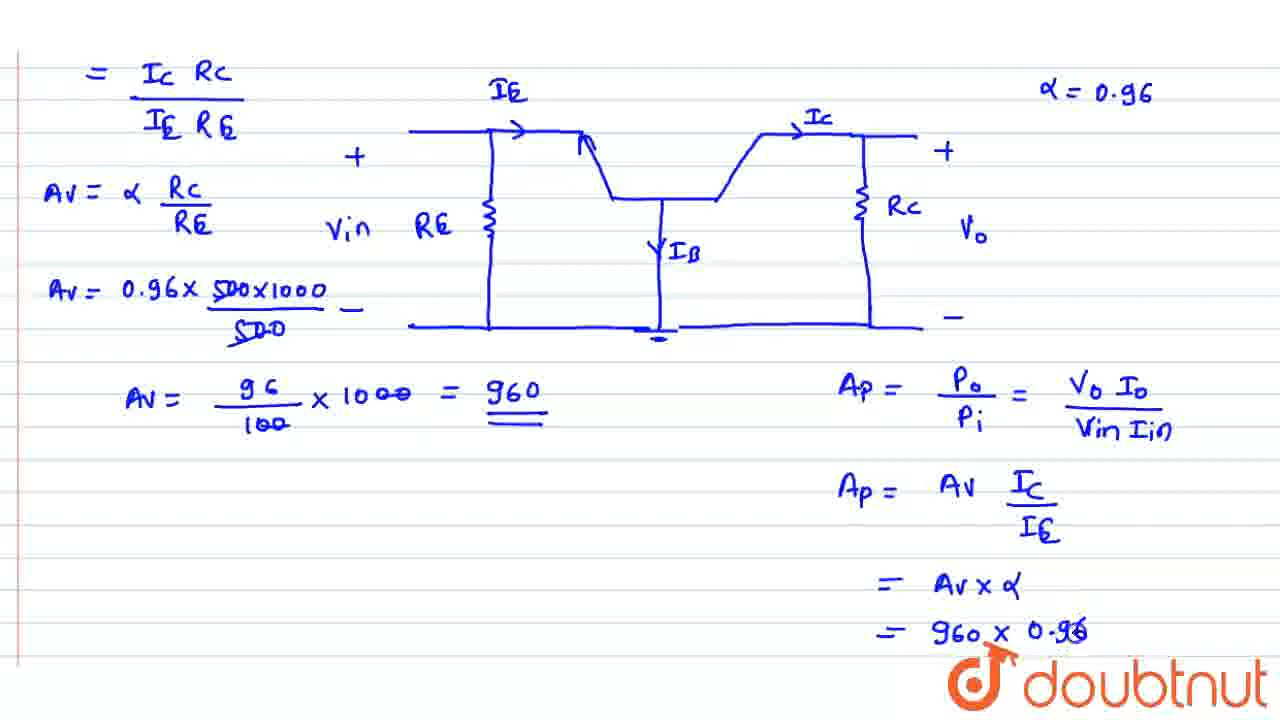 = IC RC / IE RE
AV = α RC / RE
AV = 0.96 × 500×1000 / 500
AV = 96 / 100 × 1000 = 960
IE
+
Vin RE
−
IB
IC
RC
+
Vo
−
α = 0.96
Ap = Po / Pi = Vo Io / Vin Iin
Ap = AV IC / IE
= AV × α
= 960 × 0.96
doubtnut